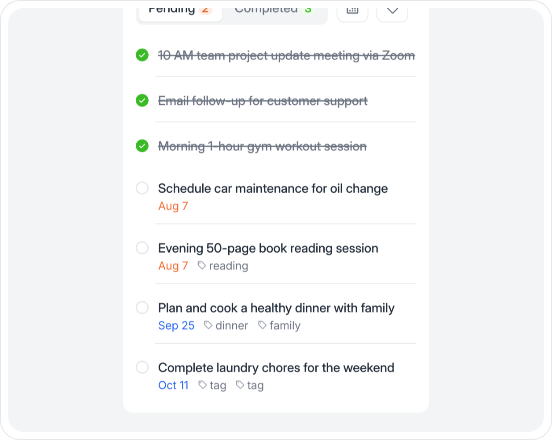 Pending 2 Completed 3
10 AM team project update meeting via Zoom
Email follow-up for customer support
Morning 1-hour gym workout session
Schedule car maintenance for oil change
Aug 7
Evening 50-page book reading session
Aug 7 reading
Plan and cook a healthy dinner with family
Sep 25 dinner family
Complete laundry chores for the weekend
Oct 11 tag tag